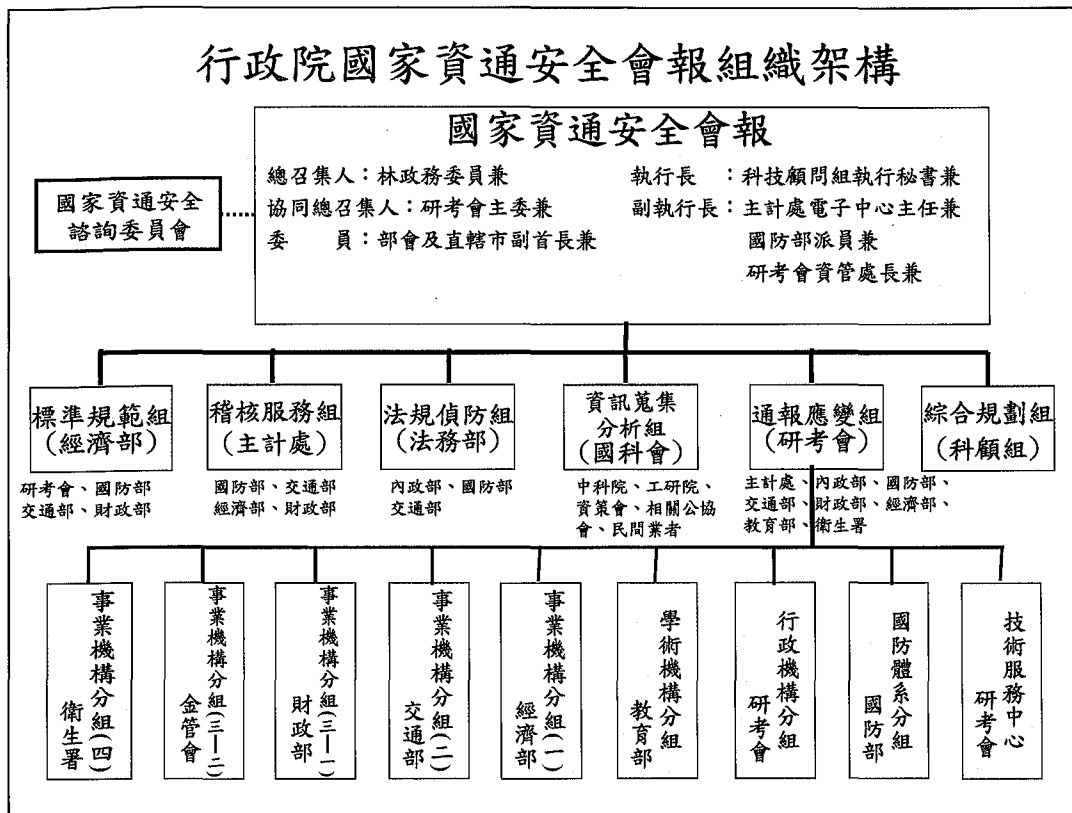 行政院國家資通安全會報組織架構
國家資通安全會報
總召集人：林政務委員兼
協同總召集人：研考會主委兼
委　　員：部會及直轄市副首長兼
執行長　：科技顧問組執行秘書兼
副執行長：主計處電子中心主任兼
國防部派員兼
研考會資管處長兼
國家資通安全
諮詢委員會
標準規範組
(經濟部)
研考會、國防部
交通部、財政部
稽核服務組
(主計處)
國防部、交通部
經濟部、財政部
法規偵防組
(法務部)
內政部、國防部
交通部
資訊蒐集
分析組
(國科會)
中科院、工研院、
資策會、相關公協
會、民間業者
通報應變組
(研考會)
主計處、內政部、國防部、
交通部、財政部、經濟部、
教育部、衛生署
綜合規劃組
(科顧組)
事業機構分組(四)
衛生署
事業機構分組(三—二)
金管會
事業機構分組(三—一)
財政部
事業機構分組(二)
交通部
事業機構分組(一)
經濟部
學術機構分組
教育部
行政機構分組
研考會
國防體系分組
國防部
技術服務中心
研考會